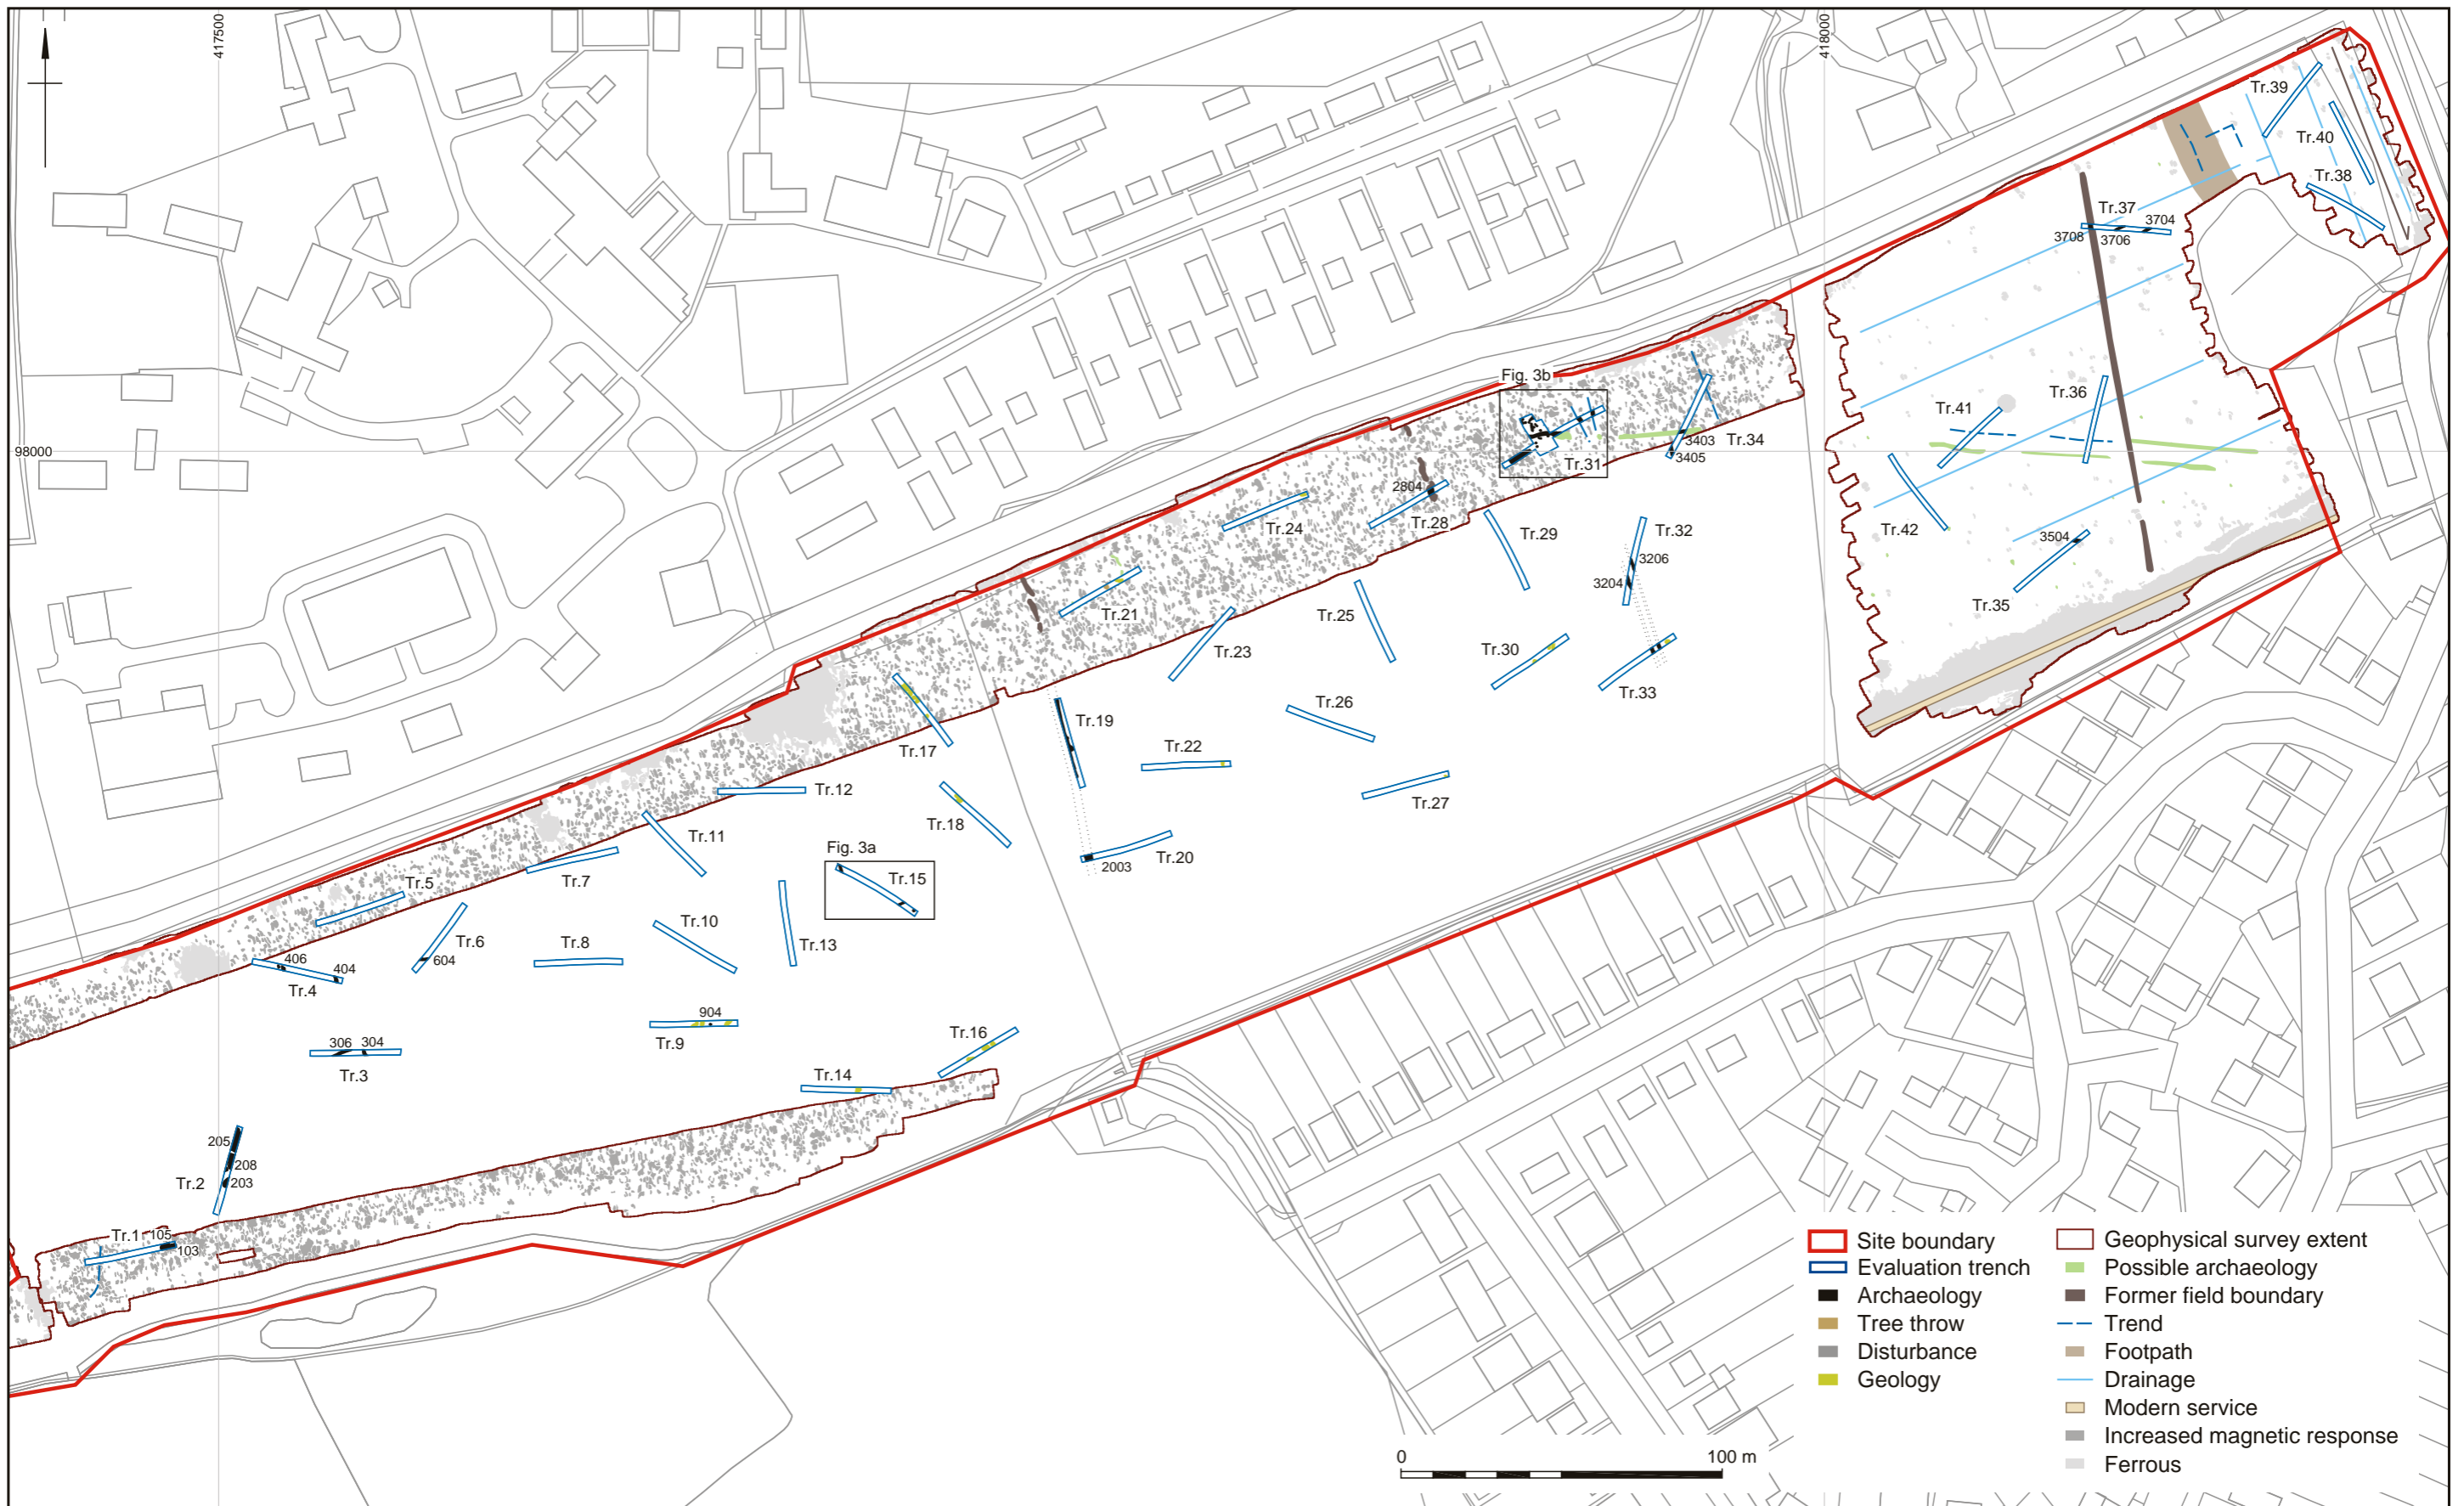 417500
418000
98000
Tr.39
Tr.40
Tr.38
Tr.37
3704
3708
3706
Fig. 3b
Tr.36
Tr.41
3403
Tr.34
3405
Tr.31
2804
Tr.28
Tr.24
Tr.29
Tr.32
3206
3204
Tr.42
3504
Tr.35
Tr.21
Tr.25
Tr.23
Tr.30
Tr.33
Tr.26
Tr.19
Tr.17
Tr.22
Tr.27
Tr.12
Tr.18
Tr.11
Fig. 3a
Tr.20
2003
Tr.15
Tr.7
Tr.5
Tr.10
Tr.13
Tr.6
604
Tr.8
406
404
Tr.4
904
Tr.9
Tr.16
306 304
Tr.3
Tr.14
205
208
Tr.2
203
Tr.1
105
103
Site boundary
Evaluation trench
Archaeology
Tree throw
Disturbance
Geology
Geophysical survey extent
Possible archaeology
Former field boundary
Trend
Footpath
Drainage
Modern service
Increased magnetic response
Ferrous
0
100 m